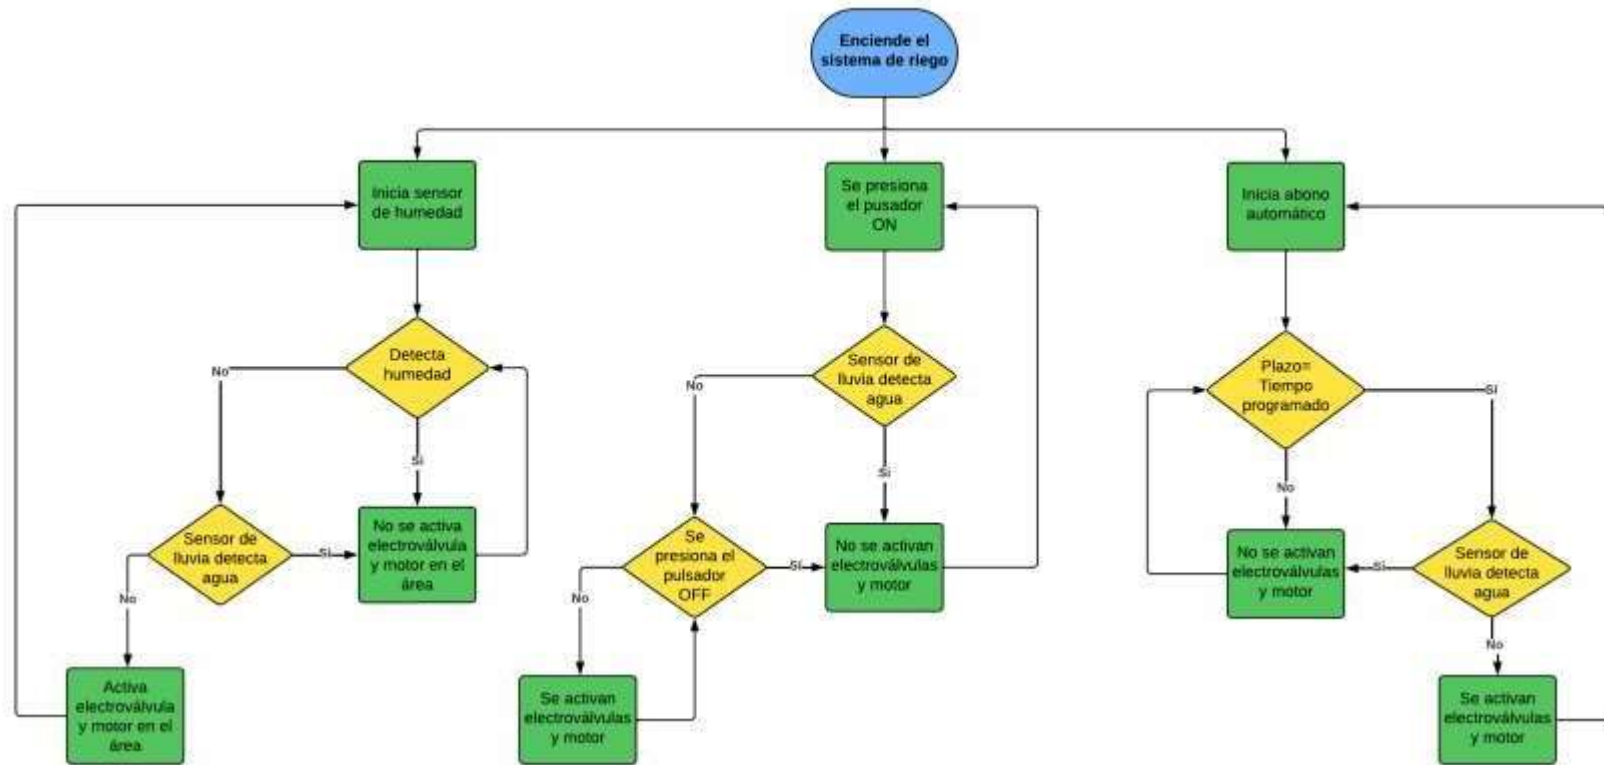 Enciende el
sistema de riego
Inicia sensor
de humedad
Detecta
humedad
No
Si
Sensor de
lluvia detecta
agua
Si
No
No se activa
electroválvula
y motor en el
área
Activa
electroválvula
y motor en el
área
Se presiona
el pusador
ON
Sensor de
lluvia detecta
agua
No
Si
Se
presiona el
pulsador
OFF
Si
No
No se activan
electroválvulas
y motor
Se activan
electroválvulas
y motor
Inicia abono
automático
Plazo=
Tiempo
programado
Si
No
No se activan
electroválvulas
y motor
Si
Sensor de
lluvia detecta
agua
No
Se activan
electroválvulas
y motor